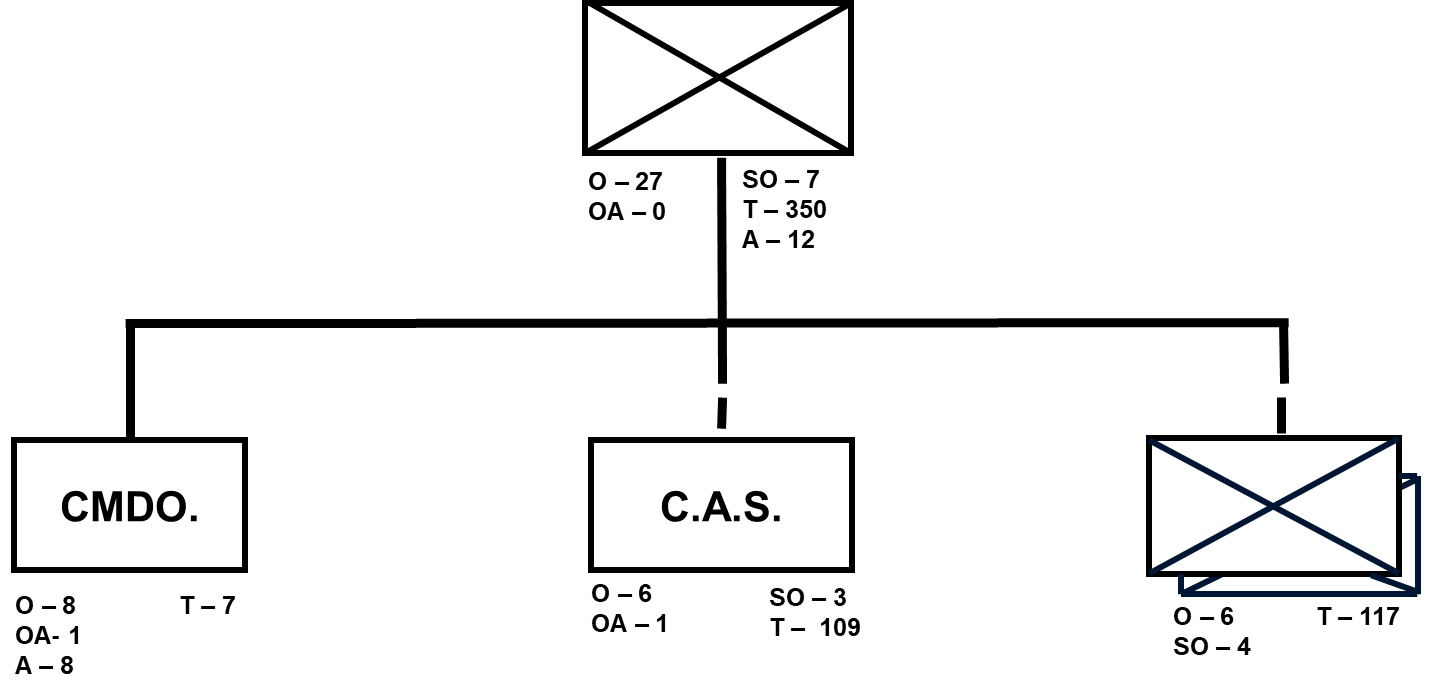 O – 27
OA – 0
SO – 7
T – 350
A – 12
CMDO.
O – 8
OA- 1
A – 8
T – 7
C.A.S.
O – 6
OA – 1
SO – 3
T –  109
O – 6
SO – 4
T – 117